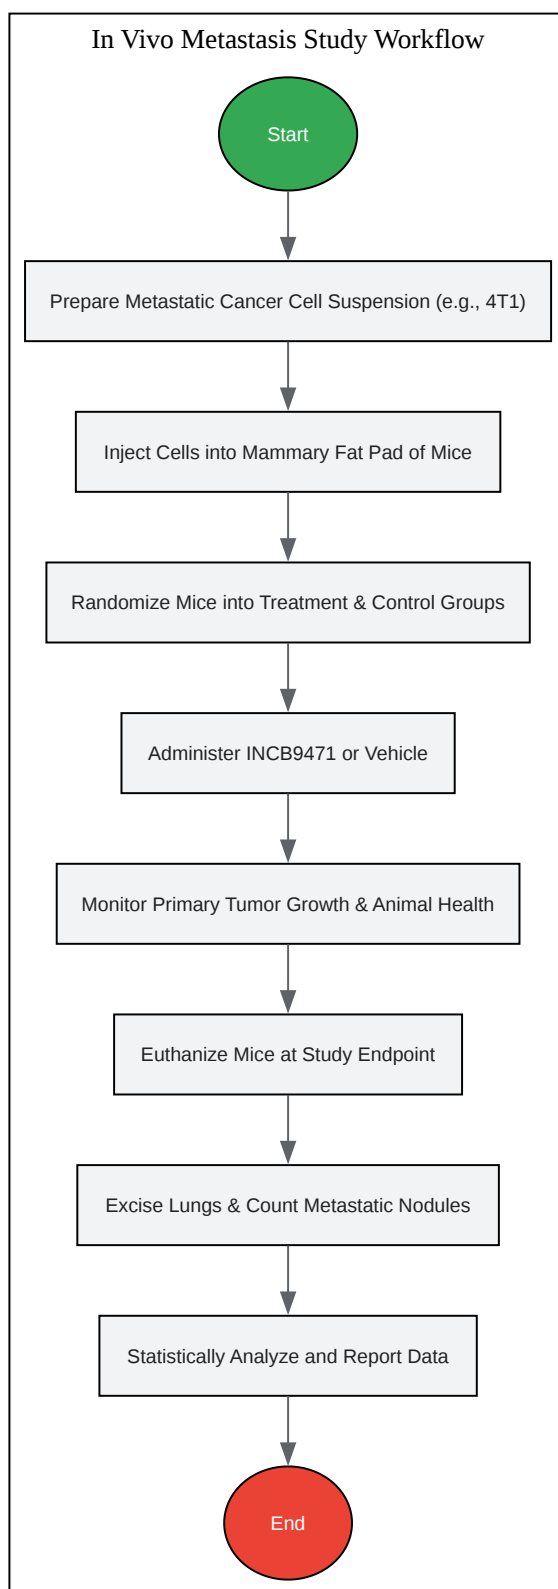 In Vivo Metastasis Study Workflow
Start
Prepare Metastatic Cancer Cell Suspension (e.g., 4T1)
Inject Cells into Mammary Fat Pad of Mice
Randomize Mice into Treatment & Control Groups
Administer INCB9471 or Vehicle
Monitor Primary Tumor Growth & Animal Health
Euthanize Mice at Study Endpoint
Excise Lungs & Count Metastatic Nodules
Statistically Analyze and Report Data
End